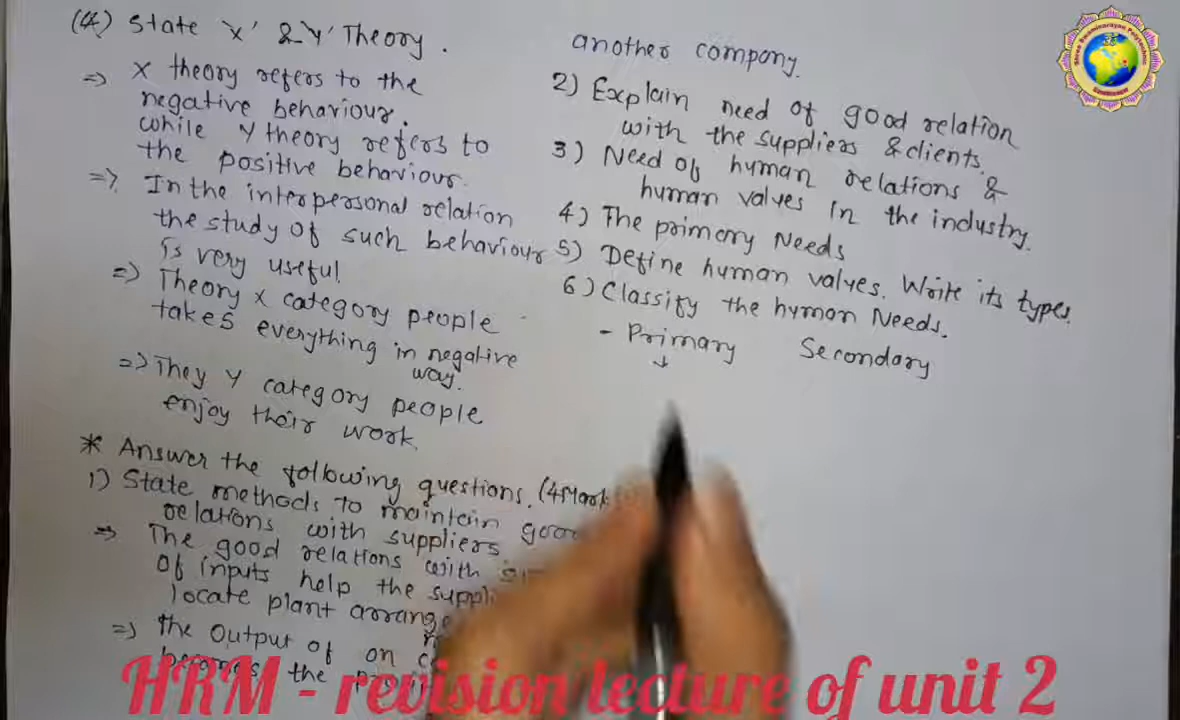 (4) State 'X' & 'Y' Theory.
=> X theory refers to the
negative behaviour.
while Y theory refers to
the positive behaviour.
=> In the interpersonal relation
the study of such behaviour
is very useful
=> Theory X category people
takes everything in negative
way.
=> They Y category people
enjoy their work.
* Answer the following questions. (4 Mark
1) State methods to maintain good
relations with suppliers
=> The good relations with
of inputs help the
locate plant
=> the output of an
becomes the
another company.
2) Explain need of good relation
with the suppliers & clients.
3) Need of human relations &
human values in the industry.
4) The primary Needs
5) Define human values. Write its types.
6) Classify the human Needs.
- Primary Secondary
↓
HRM - revision lecture of unit 2
Shree Swaminarayan Polytechnic